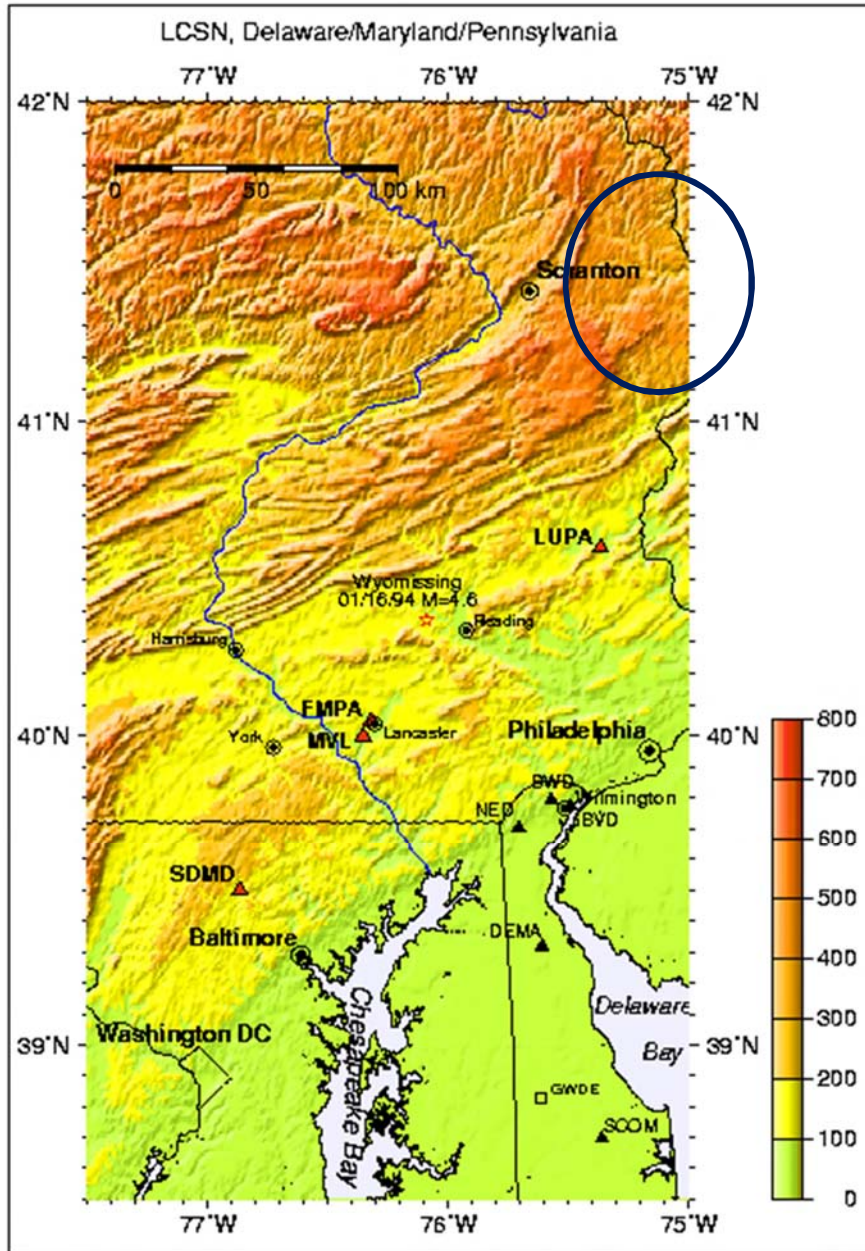 LCSN, Delaware/Maryland/Pennsylvania
77˚W 76˚W 75˚W
42˚N 42˚N
0 50 100 km
Scranton
41˚N 41˚N
LUPA
Wyomissing
01/16/94 M=4.6
Reading
Harrisburg
FMPA
Lancaster
MVL
York
Philadelphia
40˚N 40˚N
800
BWD
Wilmington
NED
SBVD
700
600
SDMD
500
Baltimore
DEMA
400
Delaware
Bay
Chesapeake Bay
Washington DC
39˚N 39˚N
300
GWDE
200
SCOM
100
0
77˚W 76˚W 75˚W